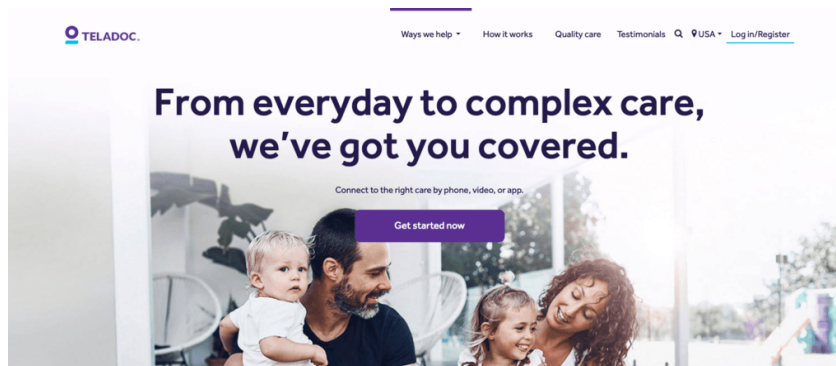 TELADOC
Ways we help
How it works
Quality care
Testimonials
USA
Log in/Register
From everyday to complex care,
we've got you covered.
Connect to the right care by phone, video, or app.
Get started now